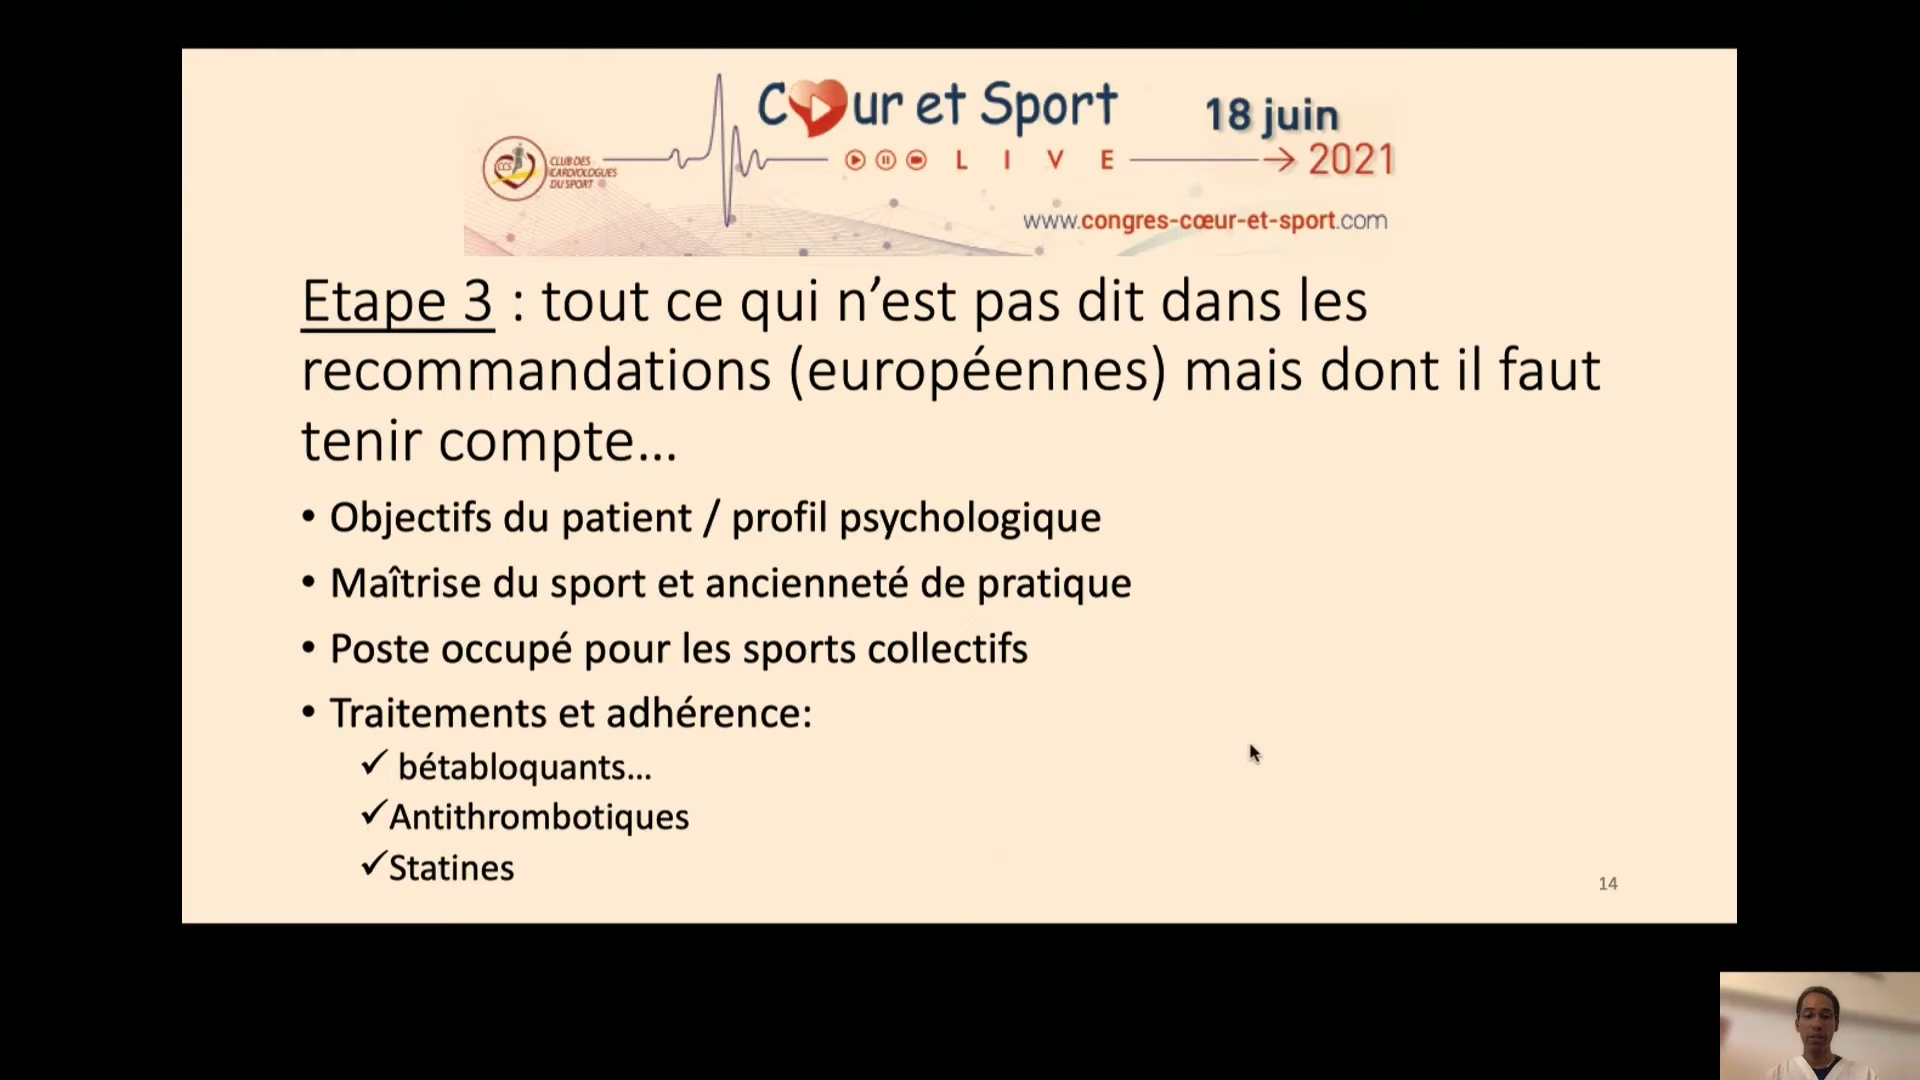 Cœur et Sport
18 juin
CCS
CLUB DES
CARDIOLOGUES
DU SPORT
LIVE
2021
www.congres-cœur-et-sport.com
Etape 3 : tout ce qui n’est pas dit dans les
recommandations (européennes) mais dont il faut
tenir compte…
• Objectifs du patient / profil psychologique
• Maîtrise du sport et ancienneté de pratique
• Poste occupé pour les sports collectifs
• Traitements et adhérence:
✓ bétabloquants…
✓Antithrombotiques
✓Statines
14